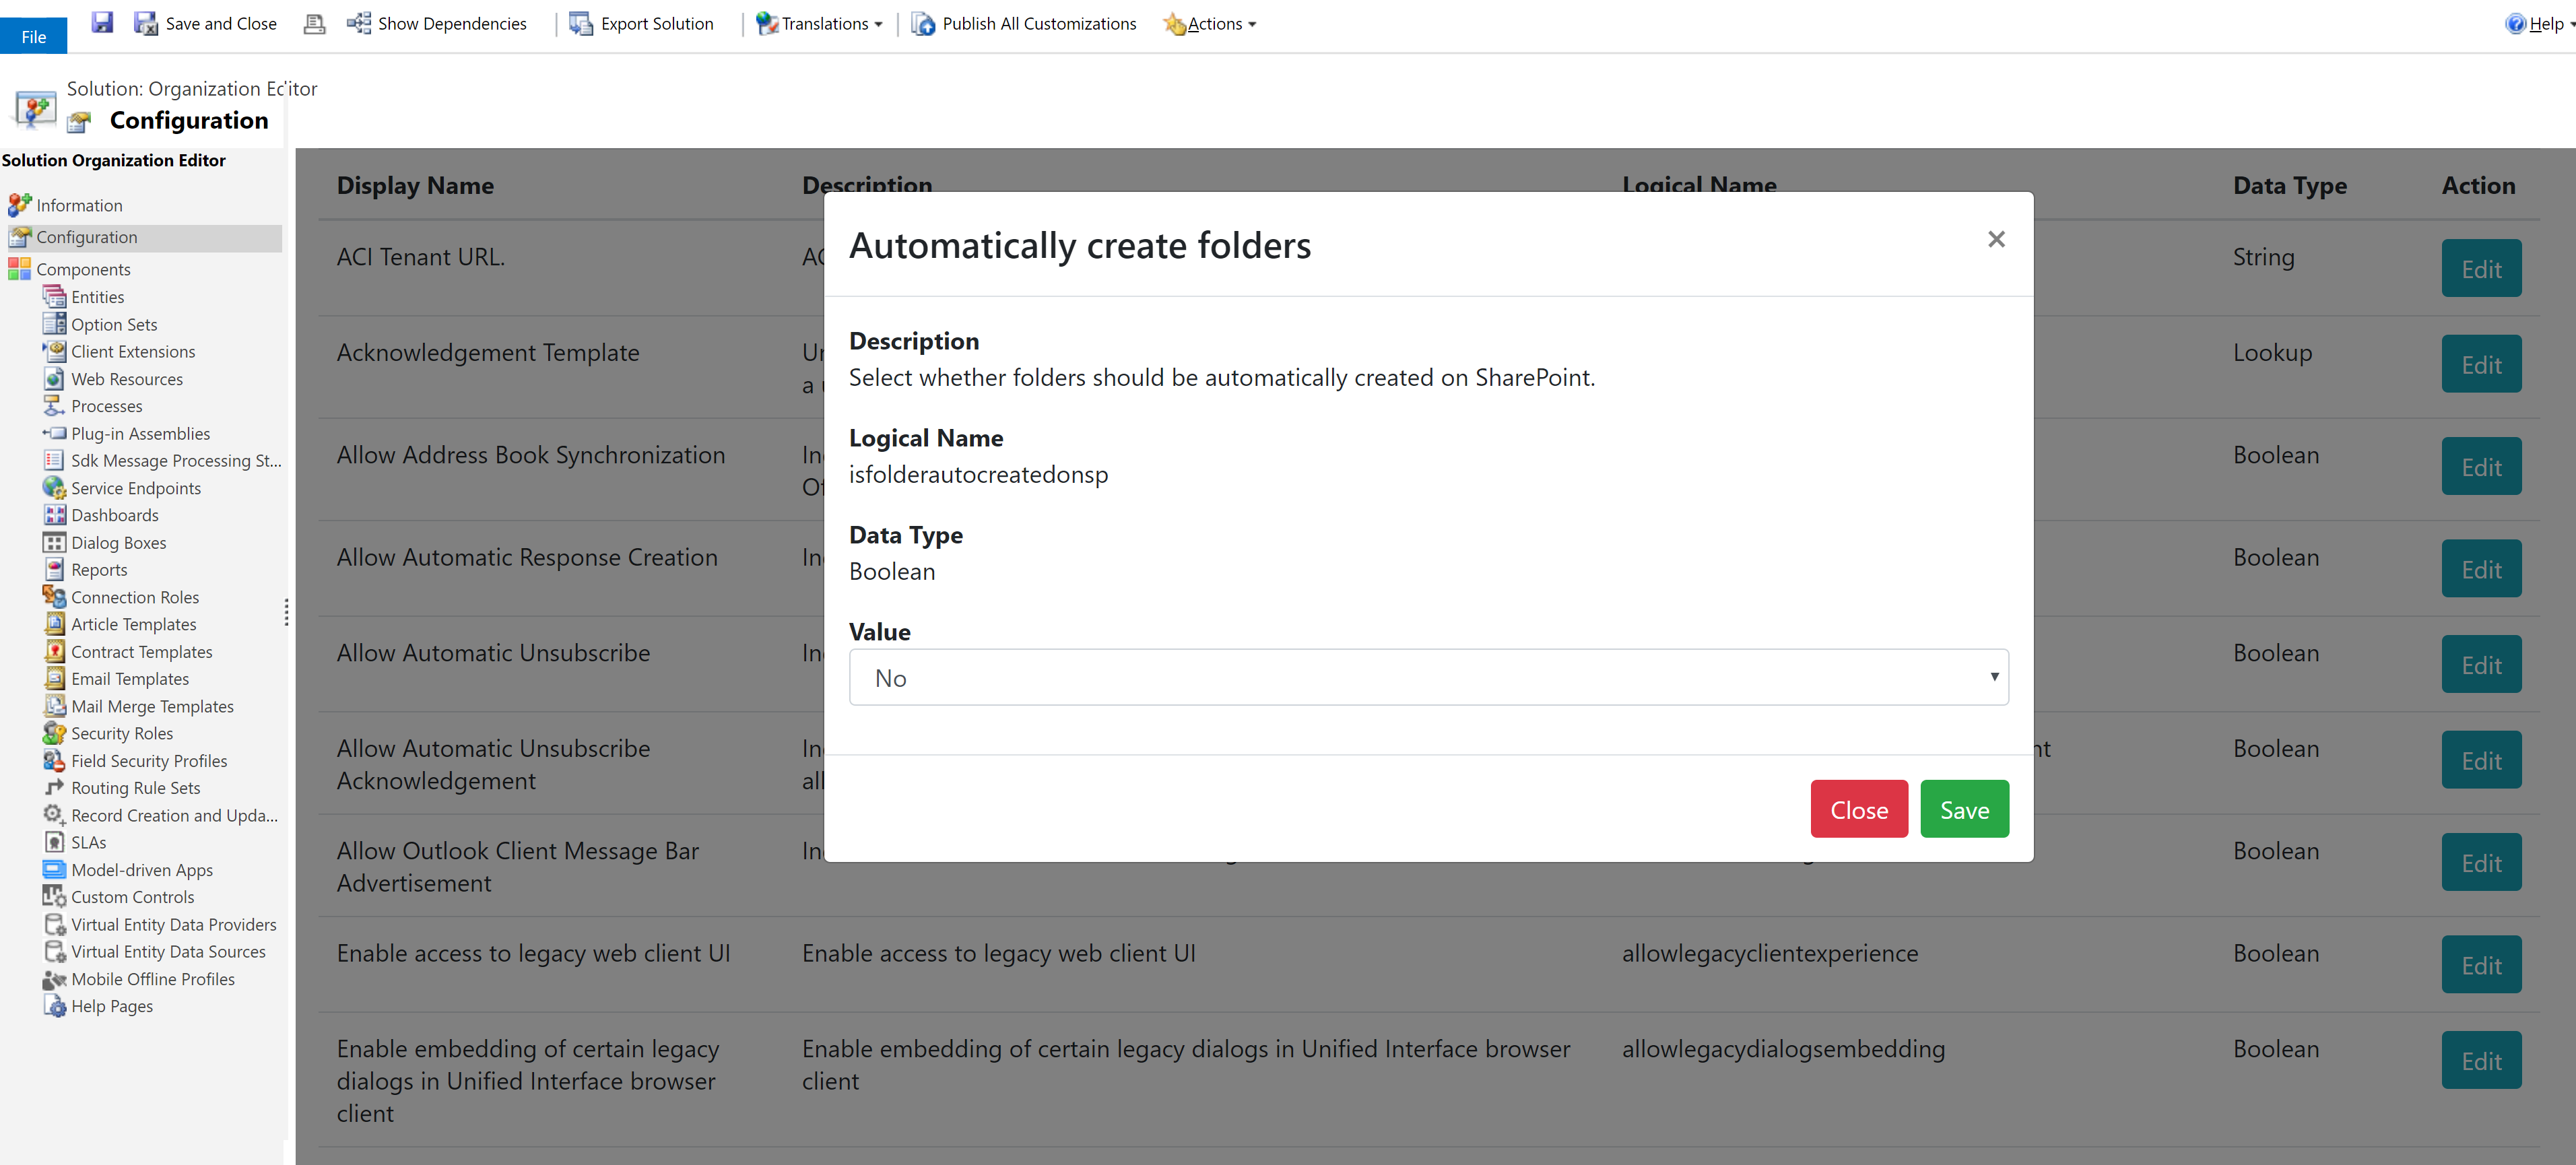 File
Save and Close
Show Dependencies
Export Solution
Translations
Publish All Customizations
Actions
Help
Solution: Organization Editor
Configuration
Solution Organization Editor
Information
Configuration
Components
Entities
Option Sets
Client Extensions
Web Resources
Processes
Plug-in Assemblies
Sdk Message Processing St...
Service Endpoints
Dashboards
Dialog Boxes
Reports
Connection Roles
Article Templates
Contract Templates
Email Templates
Mail Merge Templates
Security Roles
Field Security Profiles
Routing Rule Sets
Record Creation and Upda...
SLAs
Model-driven Apps
Custom Controls
Virtual Entity Data Providers
Virtual Entity Data Sources
Mobile Offline Profiles
Help Pages
Display Name Description Logical Name Data Type Action
ACI Tenant URL. String Edit
Acknowledgement Template Lookup Edit
a
Allow Address Book Synchronization Boolean Edit
Allow Automatic Response Creation Boolean Edit
Allow Automatic Unsubscribe Boolean Edit
Allow Automatic Unsubscribe Boolean Edit
Acknowledgement
Allow Outlook Client Message Bar Boolean Edit
Advertisement
Enable access to legacy web client UI Enable access to legacy web client UI allowlegacyclientexperience Boolean Edit
Enable embedding of certain legacy Enable embedding of certain legacy dialogs in Unified Interface browser allowlegacydialogsembedding Boolean Edit
dialogs in Unified Interface browser client
client
Automatically create folders
×
Description
Select whether folders should be automatically created on SharePoint.
Logical Name
isfolderautocreatedonsp
Data Type
Boolean
Value
No
Close Save